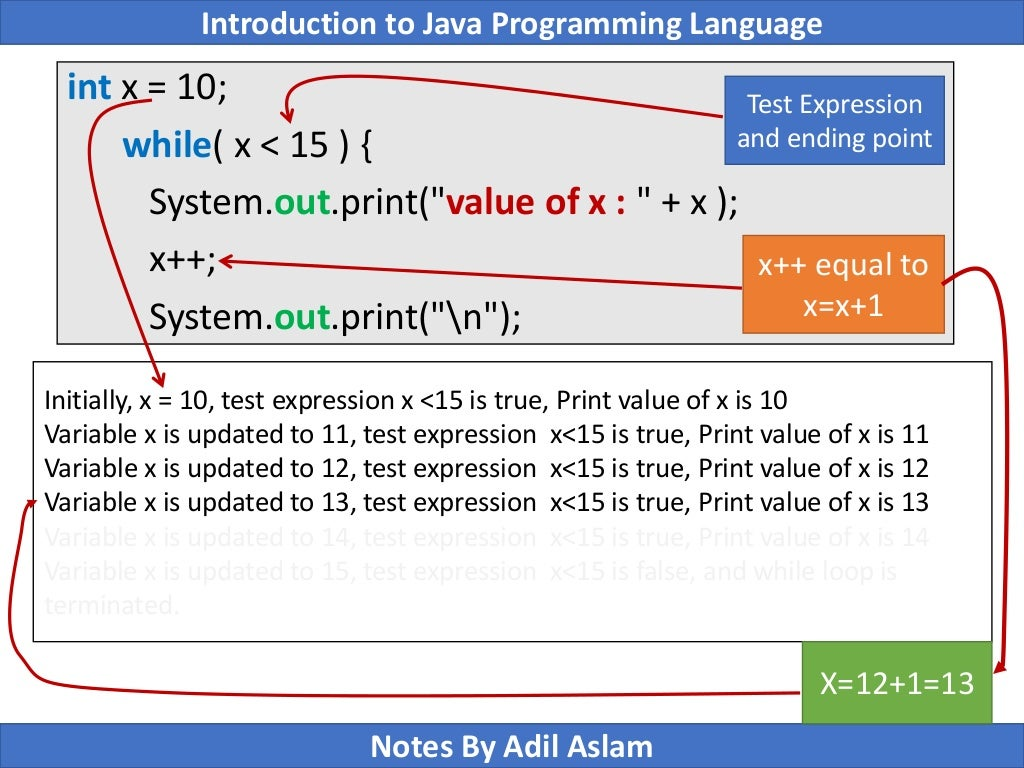 Introduction to Java Programming Language
int x = 10;
while( x < 15 ) {
System.out.print("value of x : " + x );
x++;
System.out.print("\n");
Test Expression
and ending point
x++ equal to
x=x+1
Initially, x = 10, test expression x <15 is true, Print value of x is 10
Variable x is updated to 11, test expression  x<15 is true, Print value of x is 11
Variable x is updated to 12, test expression  x<15 is true, Print value of x is 12
Variable x is updated to 13, test expression  x<15 is true, Print value of x is 13
Variable x is updated to 14, test expression  x<15 is true, Print value of x is 14
Variable x is updated to 15, test expression  x<15 is false, and while loop is
terminated.
X=12+1=13
Notes By Adil Aslam